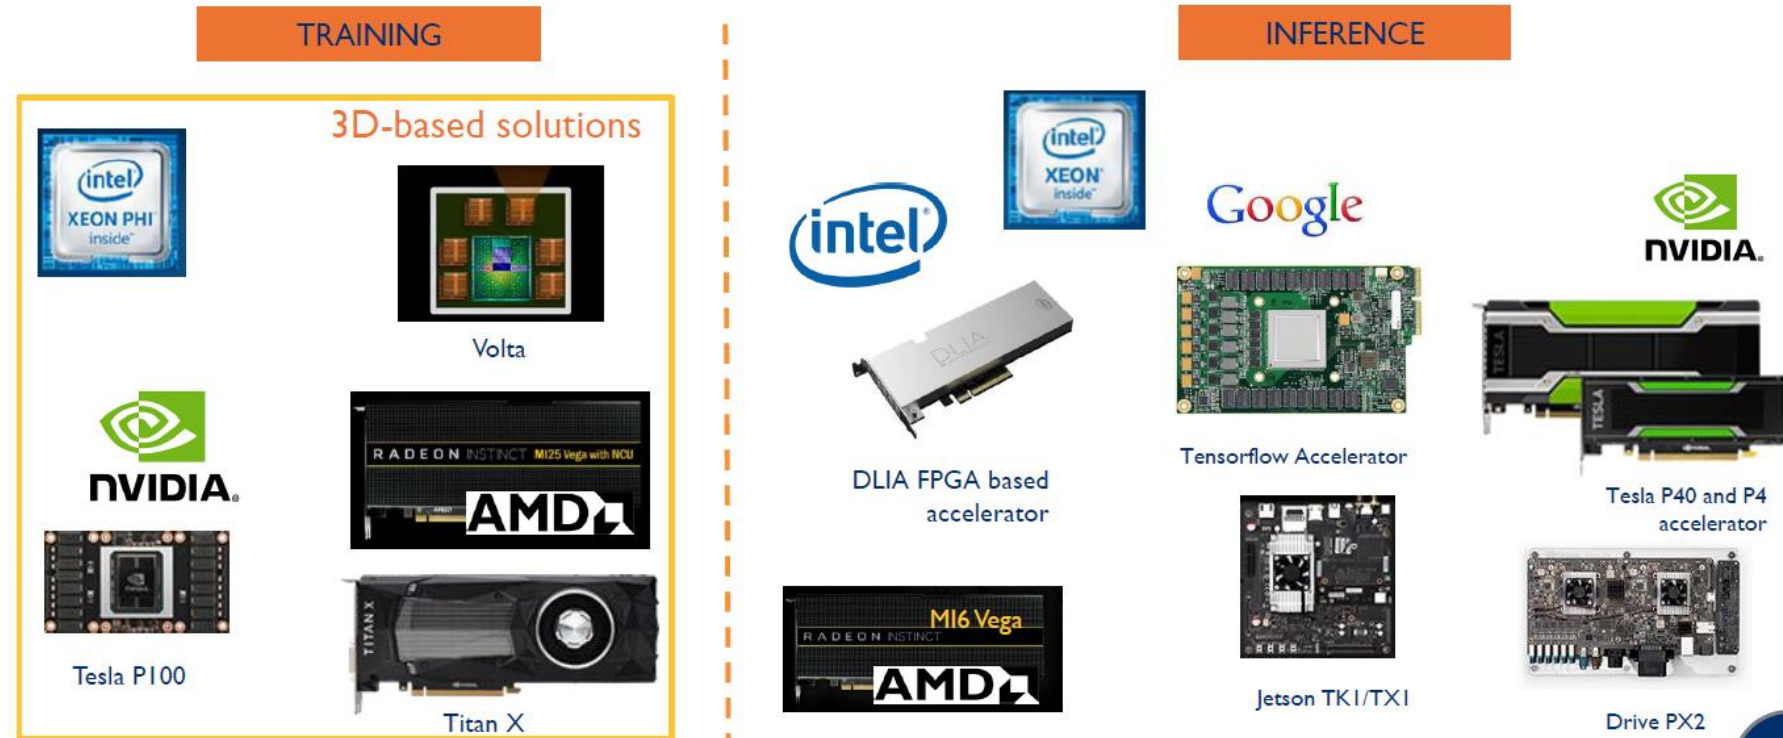 TRAINING
INFERENCE
3D-based solutions
intel
XEON PHI
inside
Volta
NVIDIA.
RADEON INSTINCT MI25 Vega with NCU
AMD
Tesla P100
TITAN X
Titan X
intel
XEON
inside
intel
DLIA
DLIA FPGA based
accelerator
MI6 Vega
RADEON INSTINCT
AMD
Google
Tensorflow Accelerator
Jetson TK1/TX1
NVIDIA.
TESLA
TESLA
Tesla P40 and P4
accelerator
Drive PX2